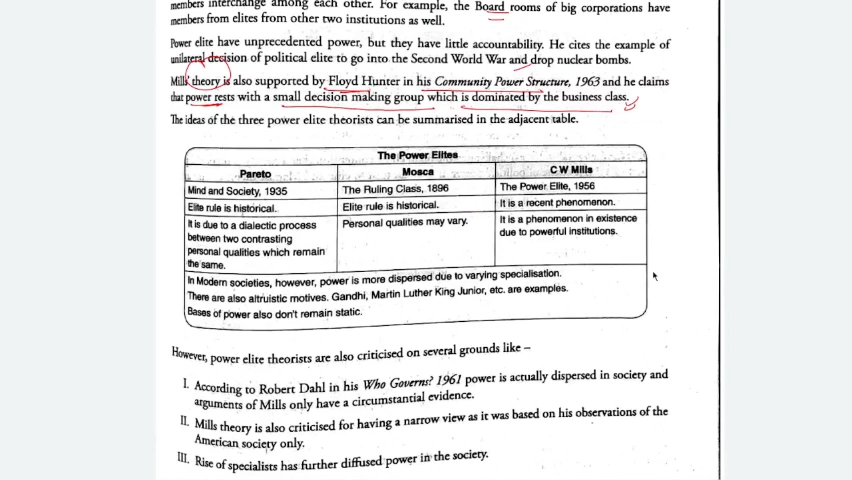 members interchange among each other. For example, the Board rooms of big corporations have
members from elites from other two institutions as well.
Power elite have unprecedented power, but they have little accountability. He cites the example of
unilateral decision of political elite to go into the Second World War and drop nuclear bombs.
Mills' theory is also supported by Floyd Hunter in his Community Power Structure, 1963 and he claims
that power rests with a small decision making group which is dominated by the business class.
The ideas of the three power elite theorists can be summarised in the adjacent table.
The Power Elites
Pareto Mosca C W Mills
Mind and Society, 1935 The Ruling Class, 1896 The Power Elite, 1956
Elite rule is historical. Elite rule is historical. It is a recent phenomenon.
It is due to a dialectic process Personal qualities may vary. It is a phenomenon in existence
between two contrasting due to powerful institutions.
personal qualities which remain
the same.
In Modern societies, however, power is more dispersed due to varying specialisation.
There are also altruistic motives. Gandhi, Martin Luther King Junior, etc. are examples.
Bases of power also don't remain static.
However, power elite theorists are also criticised on several grounds like –
I. According to Robert Dahl in his Who Governs? 1961 power is actually dispersed in society and
arguments of Mills only have a circumstantial evidence.
II. Mills theory is also criticised for having a narrow view as it was based on his observations of the
American society only.
III. Rise of specialists has further diffused power in the society.